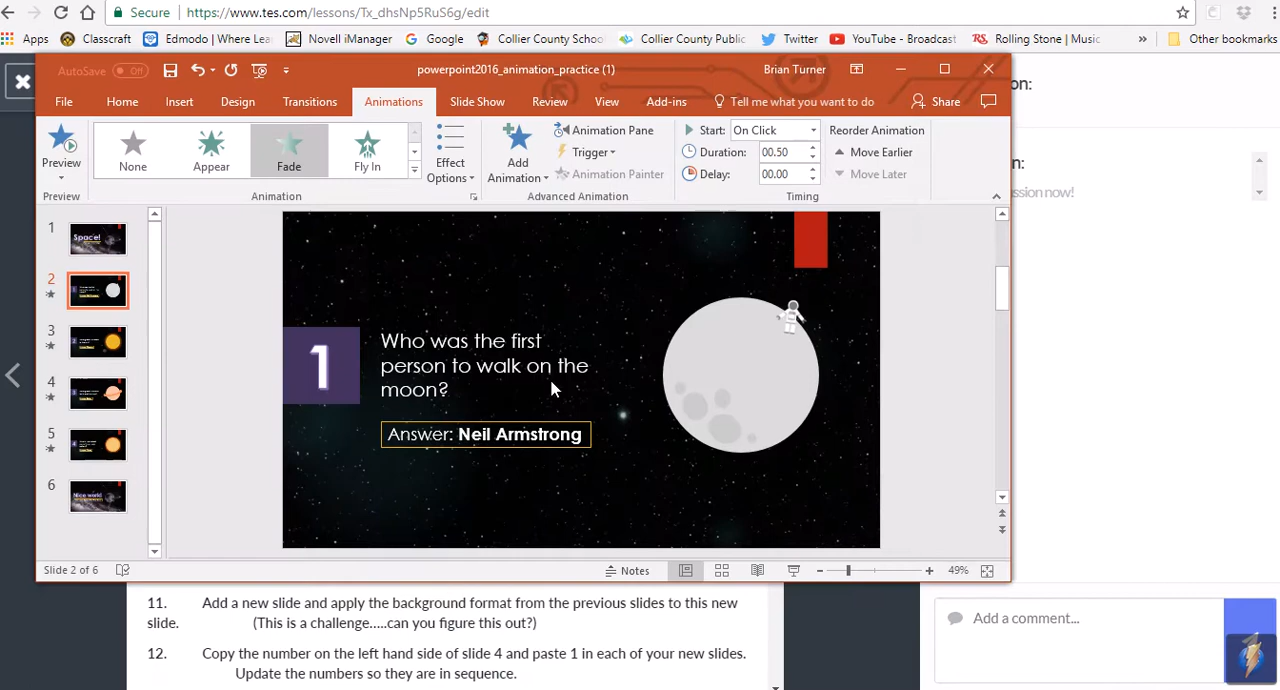 Secure https://www.tes.com/lessons/Tx_dhsNp5RuS6g/edit
Apps Classcraft Edmodo | Where Lea Novell iManager Google Collier County Schoo Collier County Public Twitter YouTube - Broadcast Rolling Stone | Music » Other bookmarks
AutoSave Off powerpoint2016_animation_practice (1) Brian Turner
File Home Insert Design Transitions Animations Slide Show Review View Add-ins Tell me what you want to do Share
Preview None Appear Fade Fly In Effect Options Add Animation Animation Pane Trigger Animation Painter Start: On Click Duration: 00.50 Delay: 00.00 Reorder Animation Move Earlier Move Later
Preview Animation Advanced Animation Timing
on:
n:
ssion now!
1 Space!
2
3
4
5
6 Nice work!
1
Who was the first
person to walk on the
moon?
Answer: Neil Armstrong
Slide 2 of 6 Notes 49%
11. Add a new slide and apply the background format from the previous slides to this new
slide. (This is a challenge.....can you figure this out?)
12. Copy the number on the left hand side of slide 4 and paste 1 in each of your new slides.
Update the numbers so they are in sequence.
Add a comment...